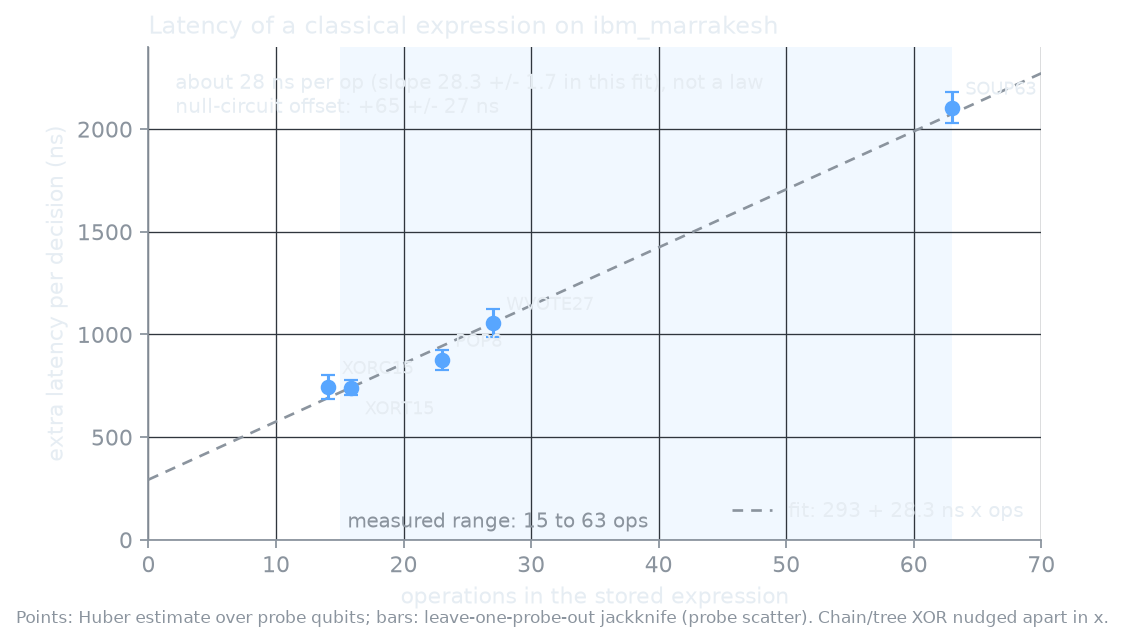 Latency of a classical expression on ibm_marrakesh
about 28 ns per op (slope 28.3 +/- 1.7 in this fit), not a law
null-circuit offset: +65 +/- 27 ns
extra latency per decision (ns)
2000
1500
1000
500
0
SOUP63
WVOTE27
POP8
XORC15
XORT15
fit: 293 + 28.3 ns x ops
measured range: 15 to 63 ops
0 10 20 30 40 50 60 70
operations in the stored expression
Points: Huber estimate over probe qubits; bars: leave-one-probe-out jackknife (probe scatter). Chain/tree XOR nudged apart in x.